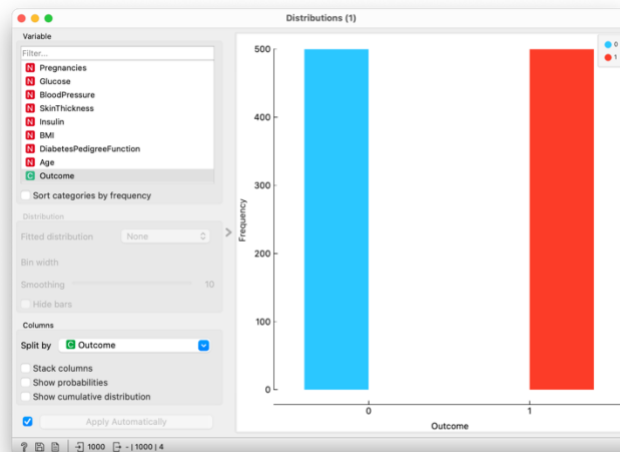 Distributions (1)
Variable
Filter...
N Pregnancies
N Glucose
N BloodPressure
N SkinThickness
N Insulin
N BMI
N DiabetesPedigreeFunction
N Age
C Outcome
Sort categories by frequency
Distribution
Fitted distribution None
Bin width
Smoothing 10
Hide bars
Columns
Split by C Outcome
Stack columns
Show probabilities
Show cumulative distribution
Apply Automatically
? 1000 - | 1000 | 4
0
1
500
400
300
200
100
0
Frequency
0 1
Outcome